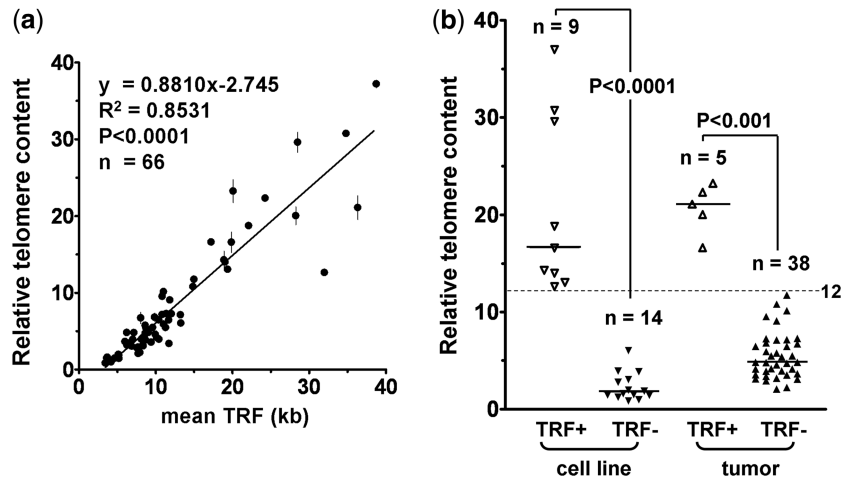 (a)
Relative telomere content
40
30
20
10
0
y = 0.8810x-2.745
R² = 0.8531
P<0.0001
n = 66
0
10
20
30
40
mean TRF (kb)
(b)
Relative telomere content
40
30
20
10
0
n = 9
P<0.0001
P<0.001
n = 5
n = 38
12
n = 14
TRF+ TRF- TRF+ TRF-
cell line tumor